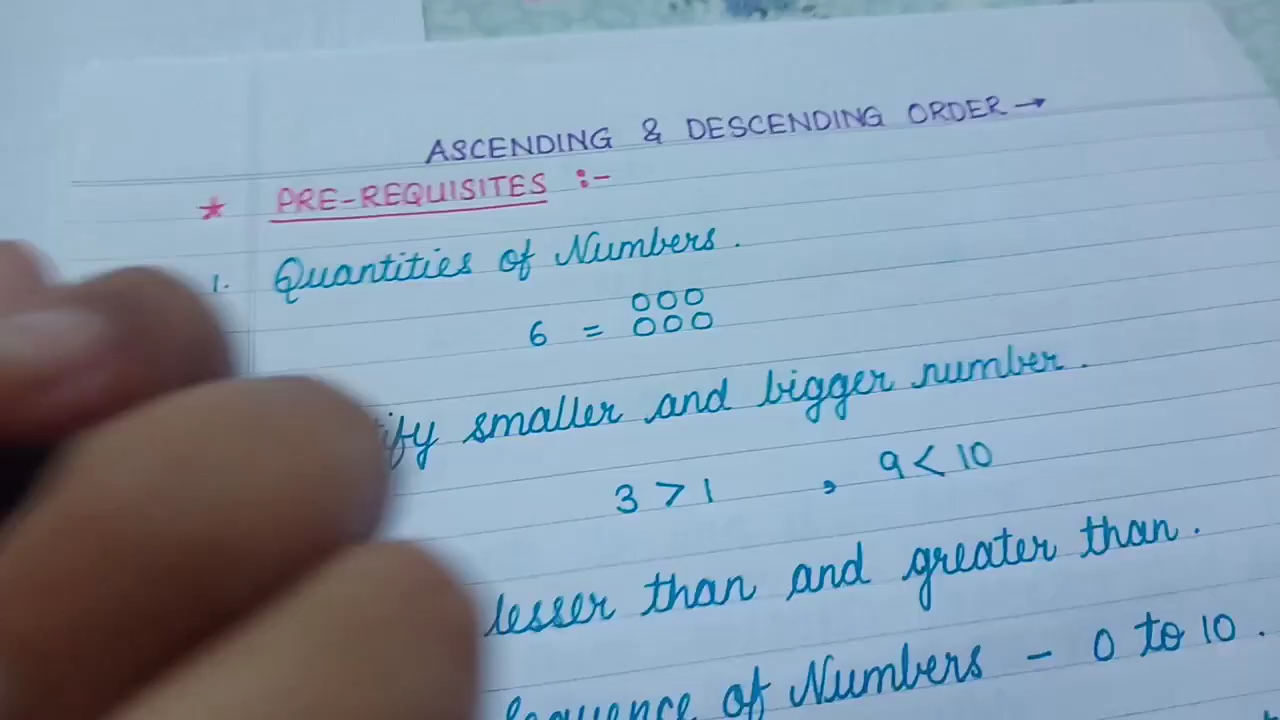 ASCENDING & DESCENDING ORDER →
* PRE-REQUISITES :-
1. Quantities of Numbers.
6 = 000
000
smaller and bigger number.
3 > 1 , 9 < 10
lesser than and greater than.
of Numbers - 0 to 10.